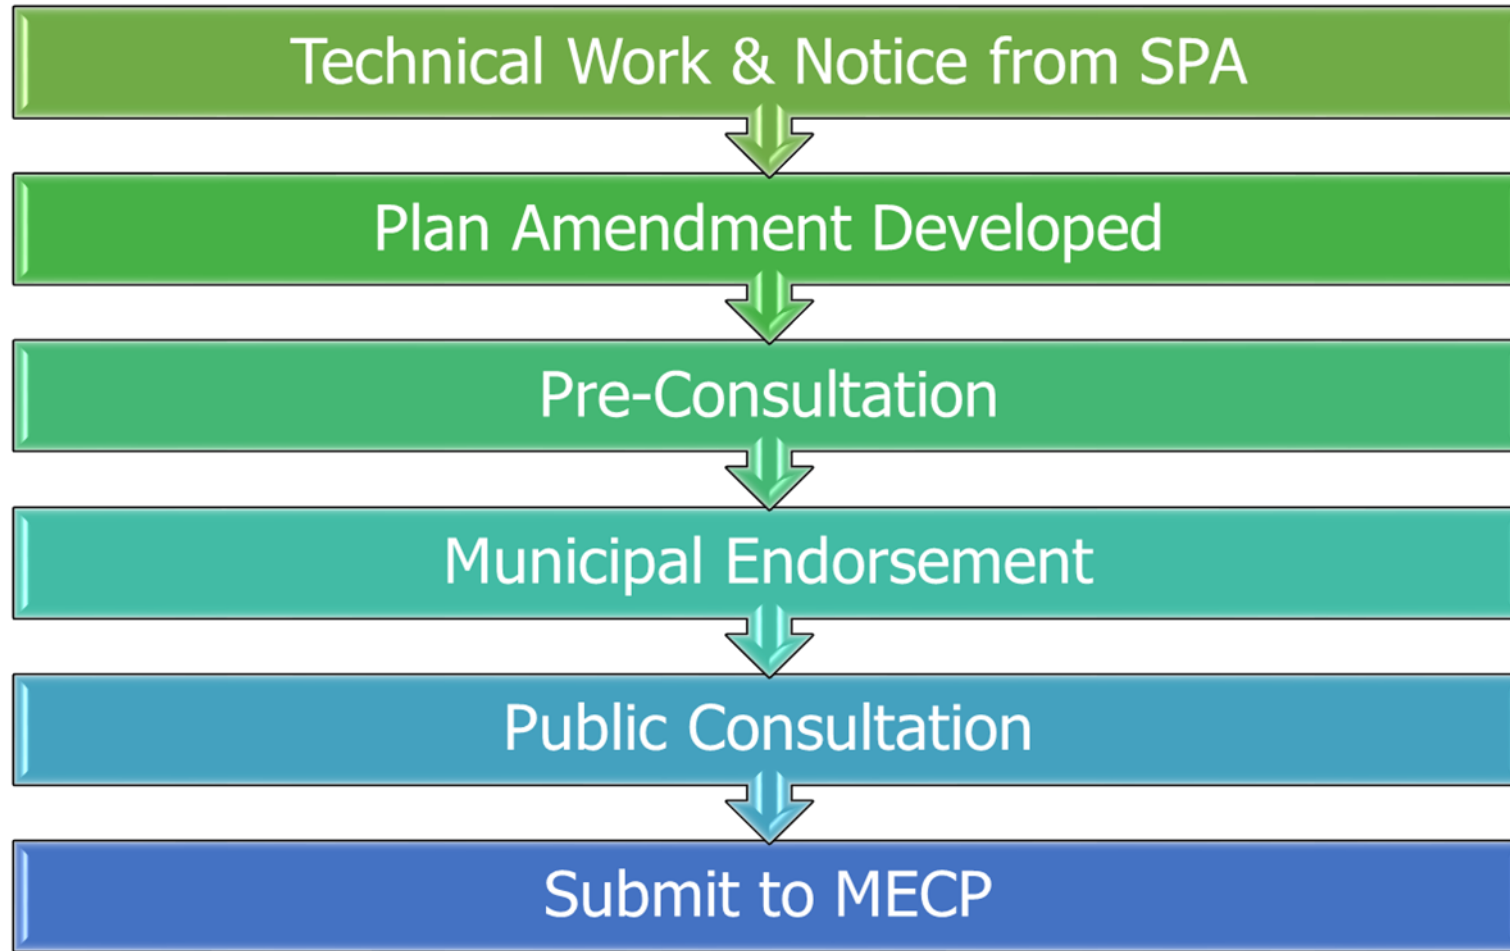 Technical Work & Notice from SPA
Plan Amendment Developed
Pre-Consultation
Municipal Endorsement
Public Consultation
Submit to MECP